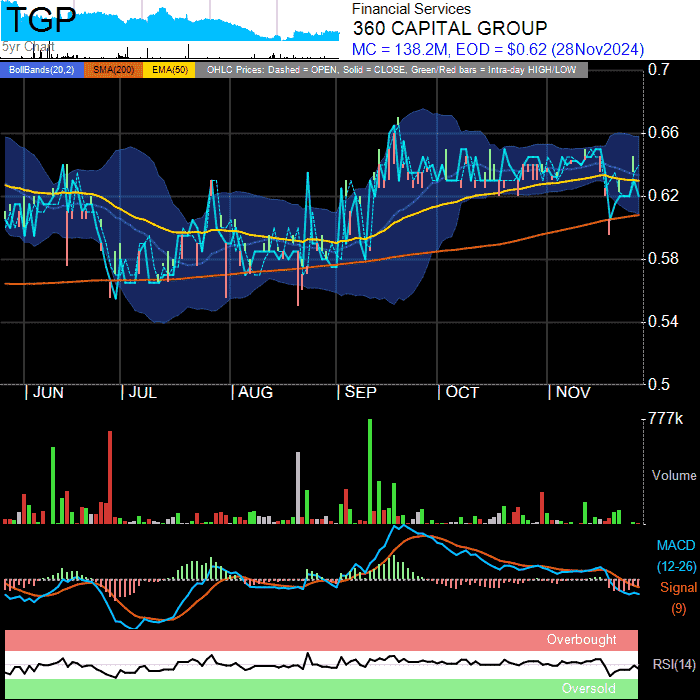 TGP
5yr Chart
Financial Services
360 CAPITAL GROUP
MC = 138.2M, EOD = $0.62 (28Nov2024)
BollBands(20,2) SMA(200) EMA(50) OHLC Prices: Dashed = OPEN, Solid = CLOSE, Green/Red bars = Intra-day HIGH/LOW
0.7
0.66
0.62
0.58
0.54
0.5
JUN JUL AUG SEP OCT NOV
777k
Volume
MACD
(12-26)
Signal
(9)
Overbought
RSI(14)
Oversold